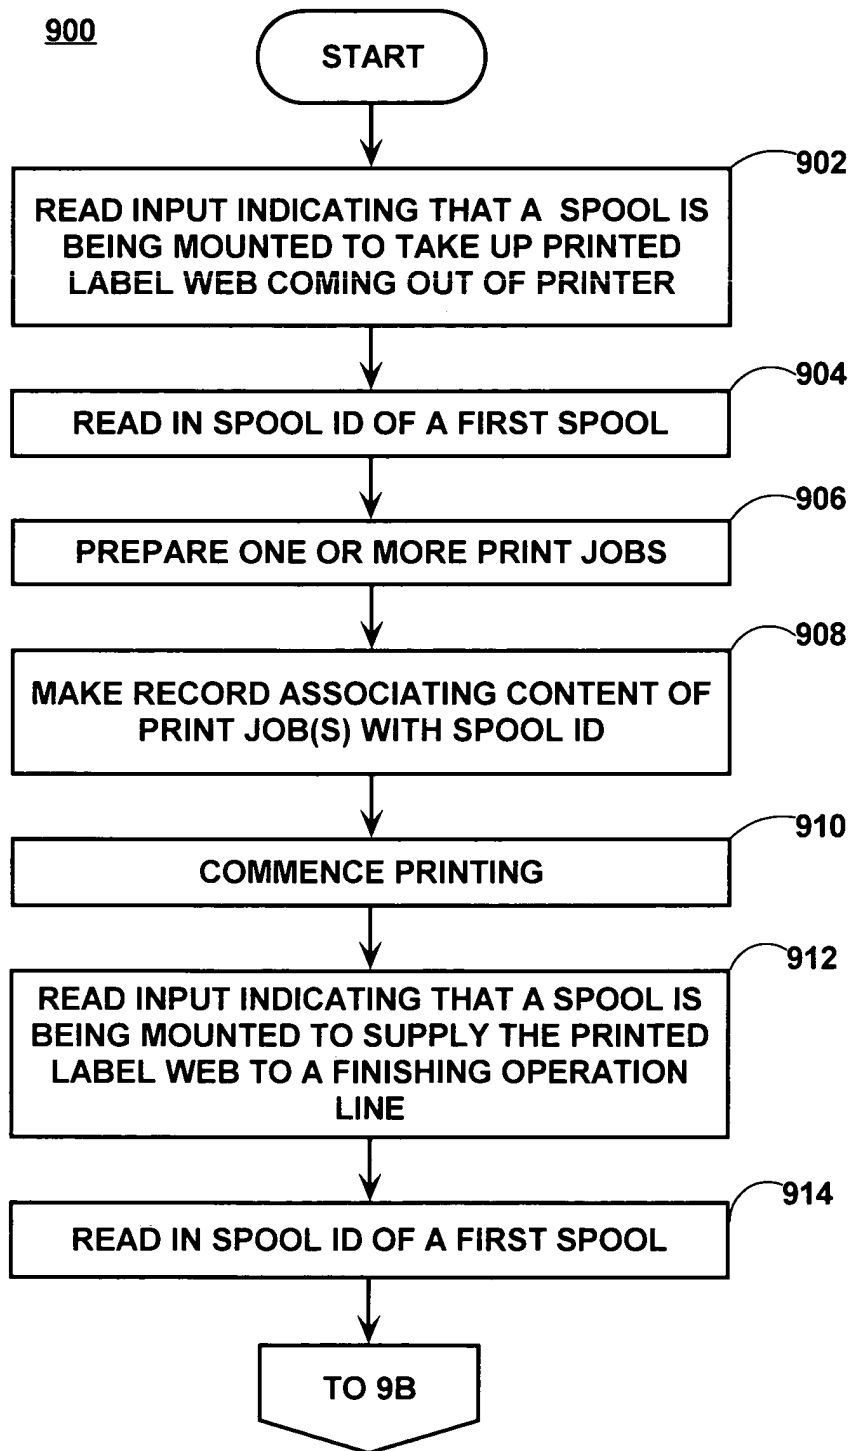 900
START
902
READ INPUT INDICATING THAT A SPOOL IS
BEING MOUNTED TO TAKE UP PRINTED
LABEL WEB COMING OUT OF PRINTER
904
READ IN SPOOL ID OF A FIRST SPOOL
906
PREPARE ONE OR MORE PRINT JOBS
908
MAKE RECORD ASSOCIATING CONTENT OF
PRINT JOB(S) WITH SPOOL ID
910
COMMENCE PRINTING
912
READ INPUT INDICATING THAT A SPOOL IS
BEING MOUNTED TO SUPPLY THE PRINTED
LABEL WEB TO A FINISHING OPERATION
LINE
914
READ IN SPOOL ID OF A FIRST SPOOL
TO 9B